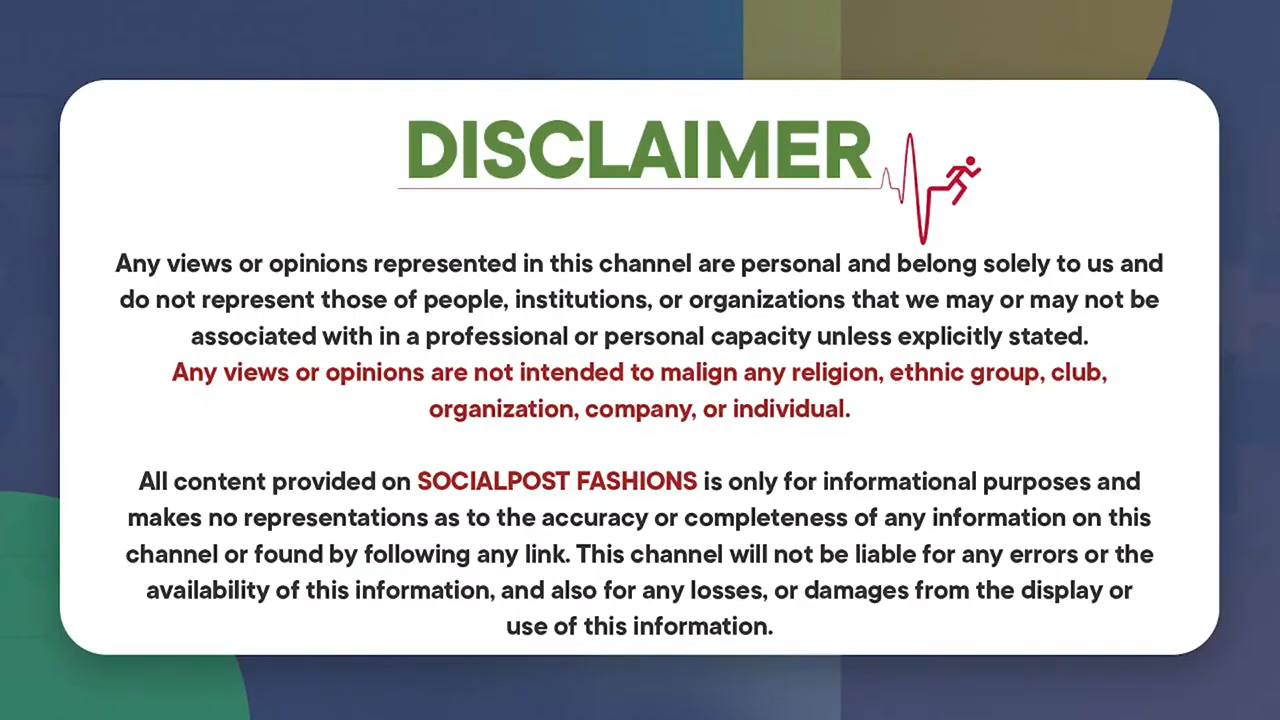 DISCLAIMER
Any views or opinions represented in this channel are personal and belong solely to us and
do not represent those of people, institutions, or organizations that we may or may not be
associated with in a professional or personal capacity unless explicitly stated.
Any views or opinions are not intended to malign any religion, ethnic group, club,
organization, company, or individual.
All content provided on SOCIALPOST FASHIONS is only for informational purposes and
makes no representations as to the accuracy or completeness of any information on this
channel or found by following any link. This channel will not be liable for any errors or the
availability of this information, and also for any losses, or damages from the display or
use of this information.